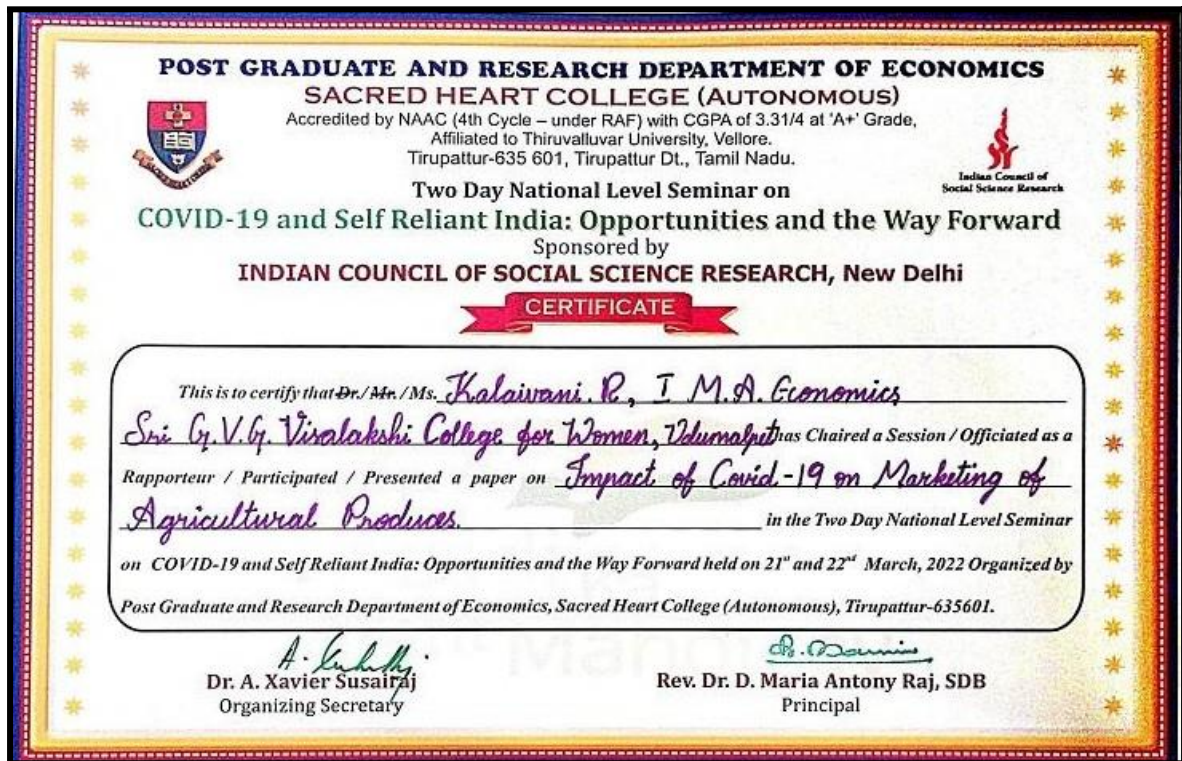 POST GRADUATE AND RESEARCH DEPARTMENT OF ECONOMICS
SACRED HEART COLLEGE (AUTONOMOUS)
Accredited by NAAC (4th Cycle – under RAF) with CGPA of 3.31/4 at 'A+' Grade,
Affiliated to Thiruvalluvar University, Vellore.
Tirupattur-635 601, Tirupattur Dt., Tamil Nadu.
Indian Council of
Social Science Research
Two Day National Level Seminar on
COVID-19 and Self Reliant India: Opportunities and the Way Forward
Sponsored by
INDIAN COUNCIL OF SOCIAL SCIENCE RESEARCH, New Delhi
CERTIFICATE
This is to certify that Dr./Mr./Ms. Kalaivani. R, I M.A. Economics
Sri G.V.G. Visalakshi College for Women, Udumalpet has Chaired a Session / Officiated as a
Rapporteur / Participated / Presented a paper on Impact of Covid-19 on Marketing of
Agricultural Produces. in the Two Day National Level Seminar
on COVID-19 and Self Reliant India: Opportunities and the Way Forward held on 21st and 22nd March, 2022 Organized by
Post Graduate and Research Department of Economics, Sacred Heart College (Autonomous), Tirupattur-635601.
Dr. A. Xavier Susairaj
Organizing Secretary
Rev. Dr. D. Maria Antony Raj, SDB
Principal